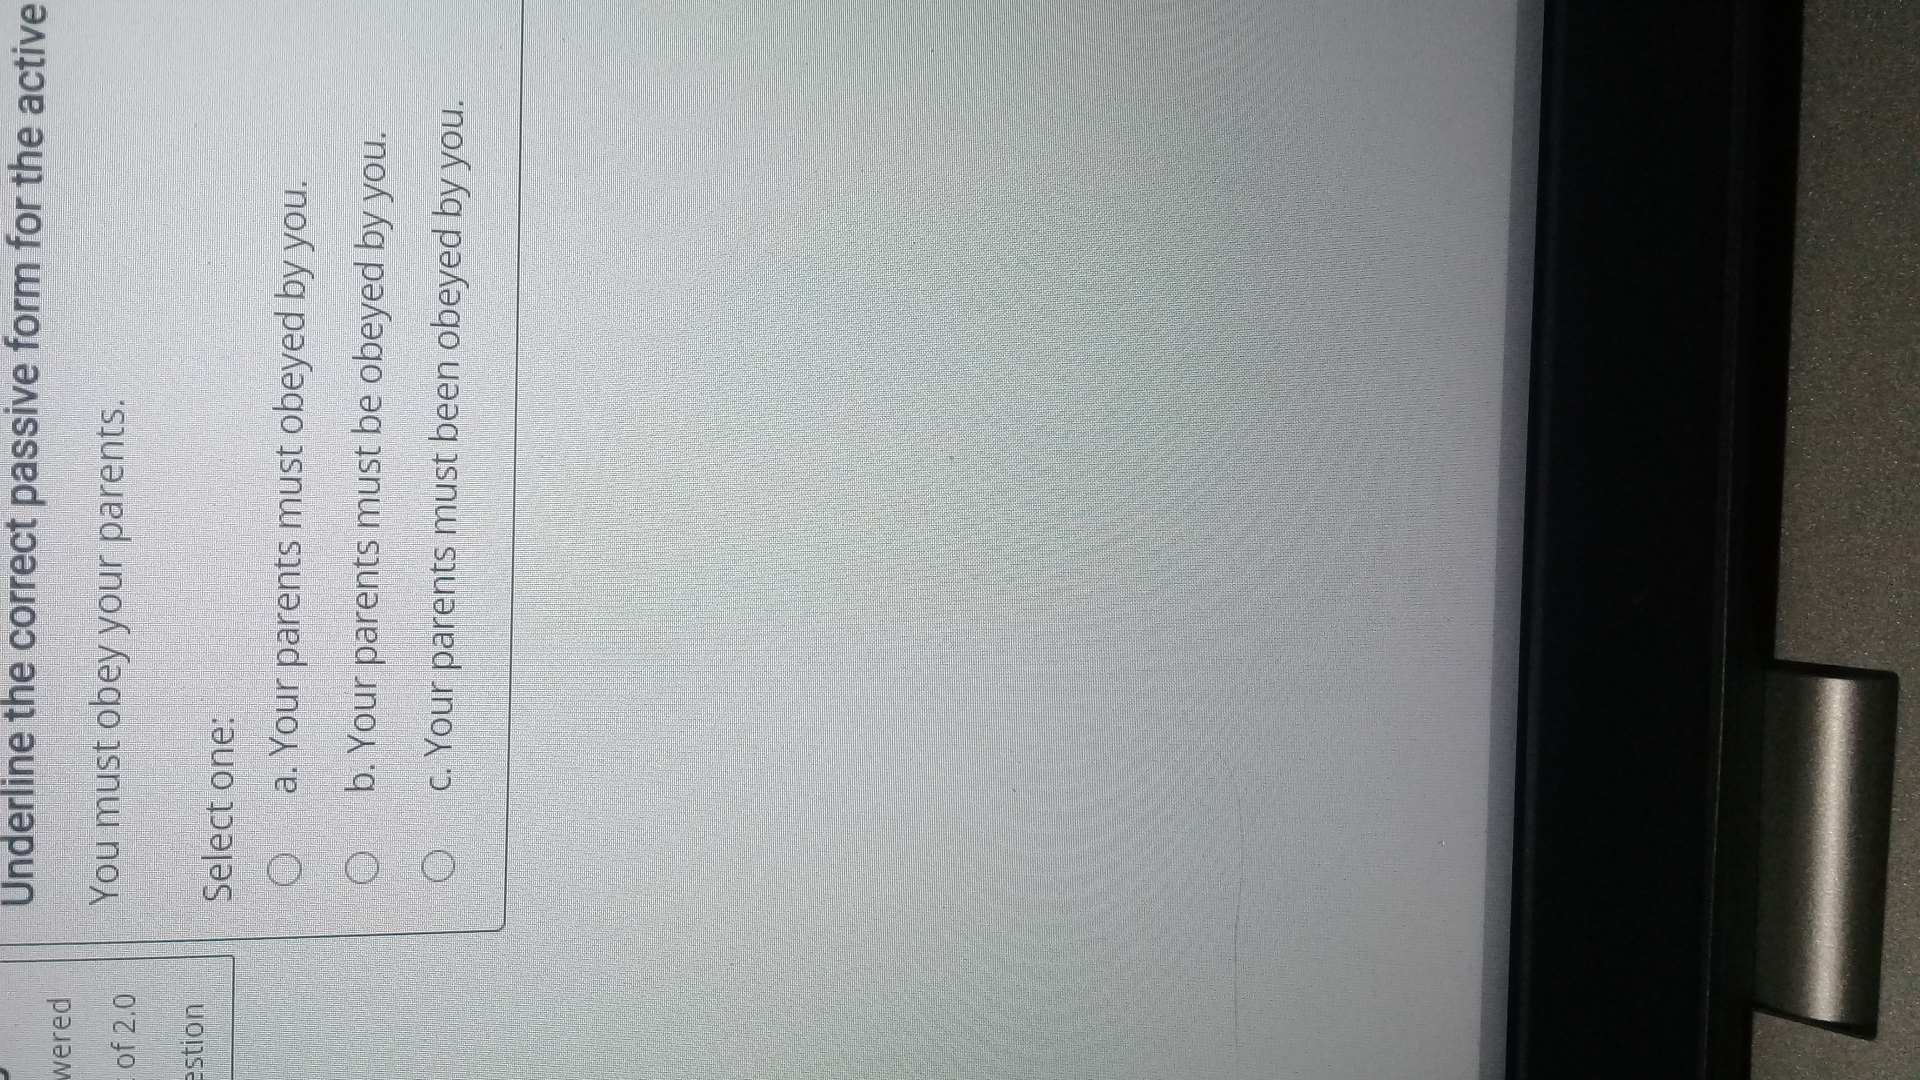 Underline the correct passive form for the active
wered
You must obey your parents.
of 2.0
estion
Select one:
a. Your parents must obeyed by you.
b. Your parents must be obeyed by you.
c. Your parents must been obeyed by you.